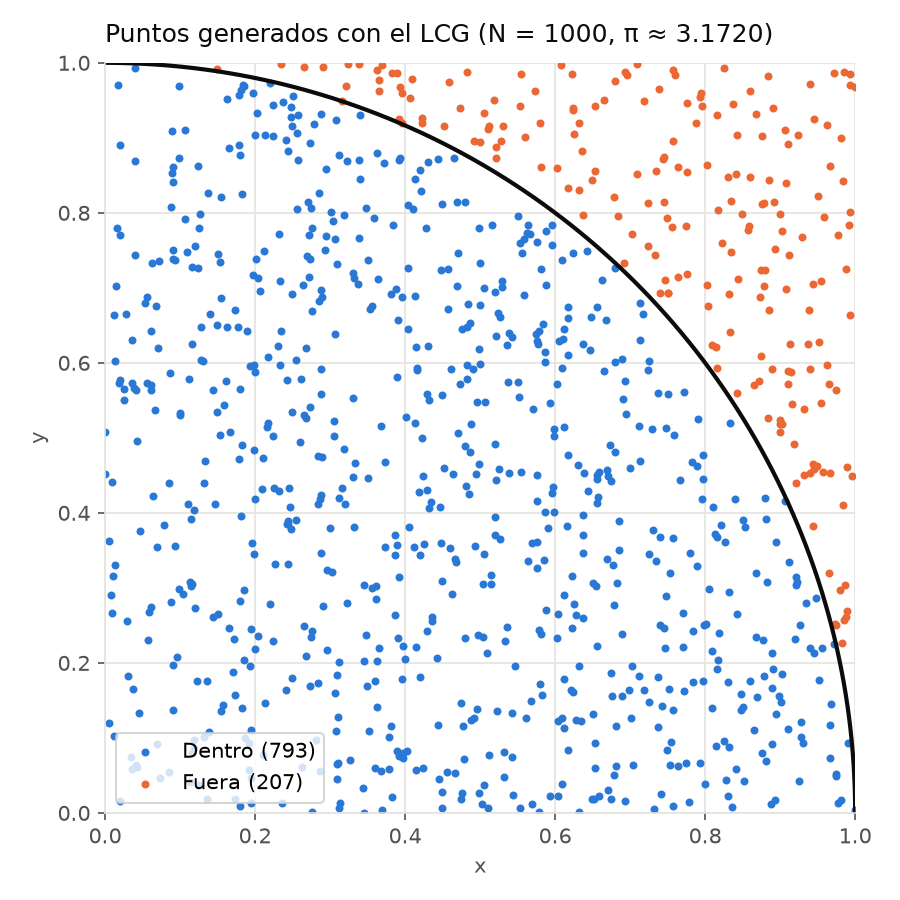 Puntos generados con el LCG (N = 1000, π ≈ 3.1720)
1.0
0.8
0.6
0.4
0.2
0.0
y
Dentro (793)
Fuera (207)
0.0 0.2 0.4 0.6 0.8 1.0
x